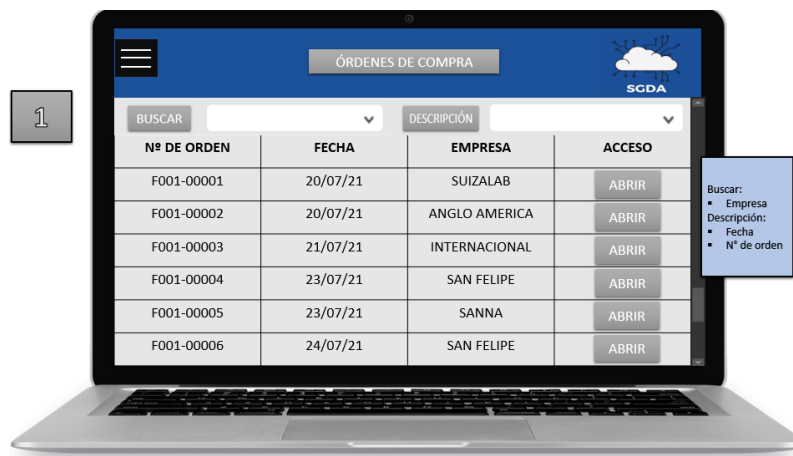 1
ÓRDENES DE COMPRA
SGDA
BUSCAR DESCRIPCIÓN
Nº DE ORDEN FECHA EMPRESA ACCESO
F001-00001 20/07/21 SUIZALAB ABRIR
F001-00002 20/07/21 ANGLO AMERICA ABRIR
F001-00003 21/07/21 INTERNACIONAL ABRIR
F001-00004 23/07/21 SAN FELIPE ABRIR
F001-00005 23/07/21 SANNA ABRIR
F001-00006 24/07/21 SAN FELIPE ABRIR
Buscar:
▪ Empresa
Descripción:
▪ Fecha
▪ N° de orden